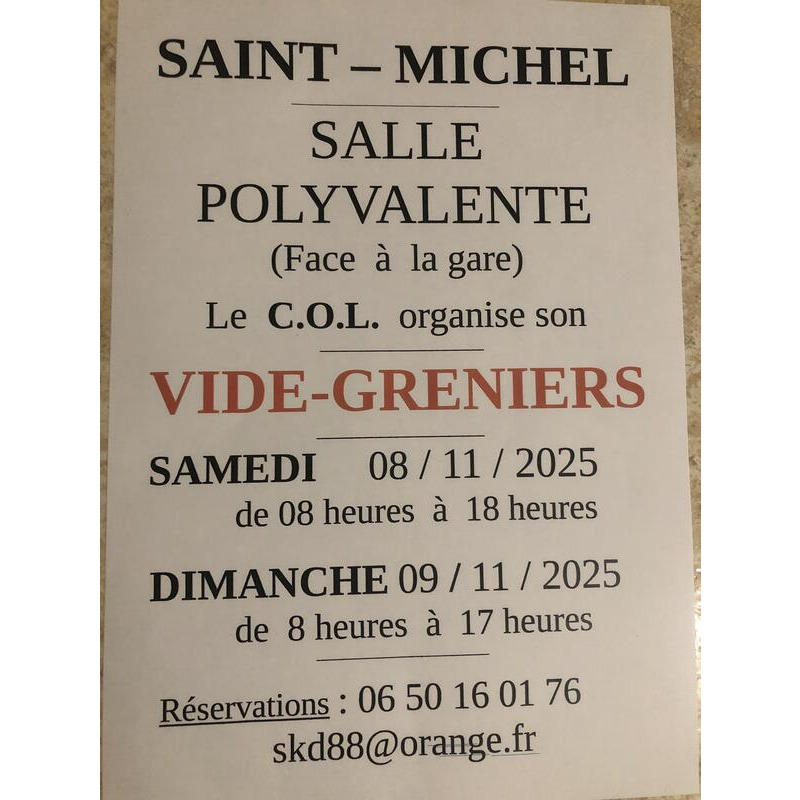 SAINT – MICHEL
SALLE
POLYVALENTE
(Face à la gare)
Le C.O.L. organise son
VIDE-GRENIERS
SAMEDI 08 / 11 / 2025
de 08 heures à 18 heures
DIMANCHE 09 / 11 / 2025
de 8 heures à 17 heures
Réservations : 06 50 16 01 76
skd88@orange.fr